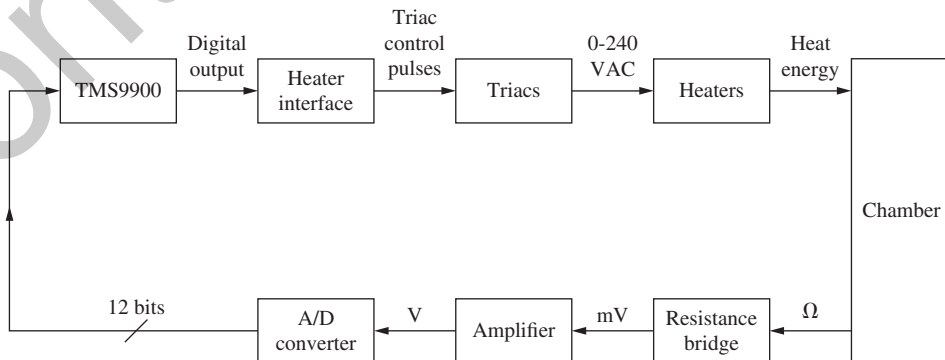 Digital
output
Triac
control
pulses
0-240
VAC
Heat
energy
TMS9900
Heater
interface
Triacs
Heaters
Chamber
12 bits
A/D
converter
V
Amplifier
mV
Resistance
bridge
Ω